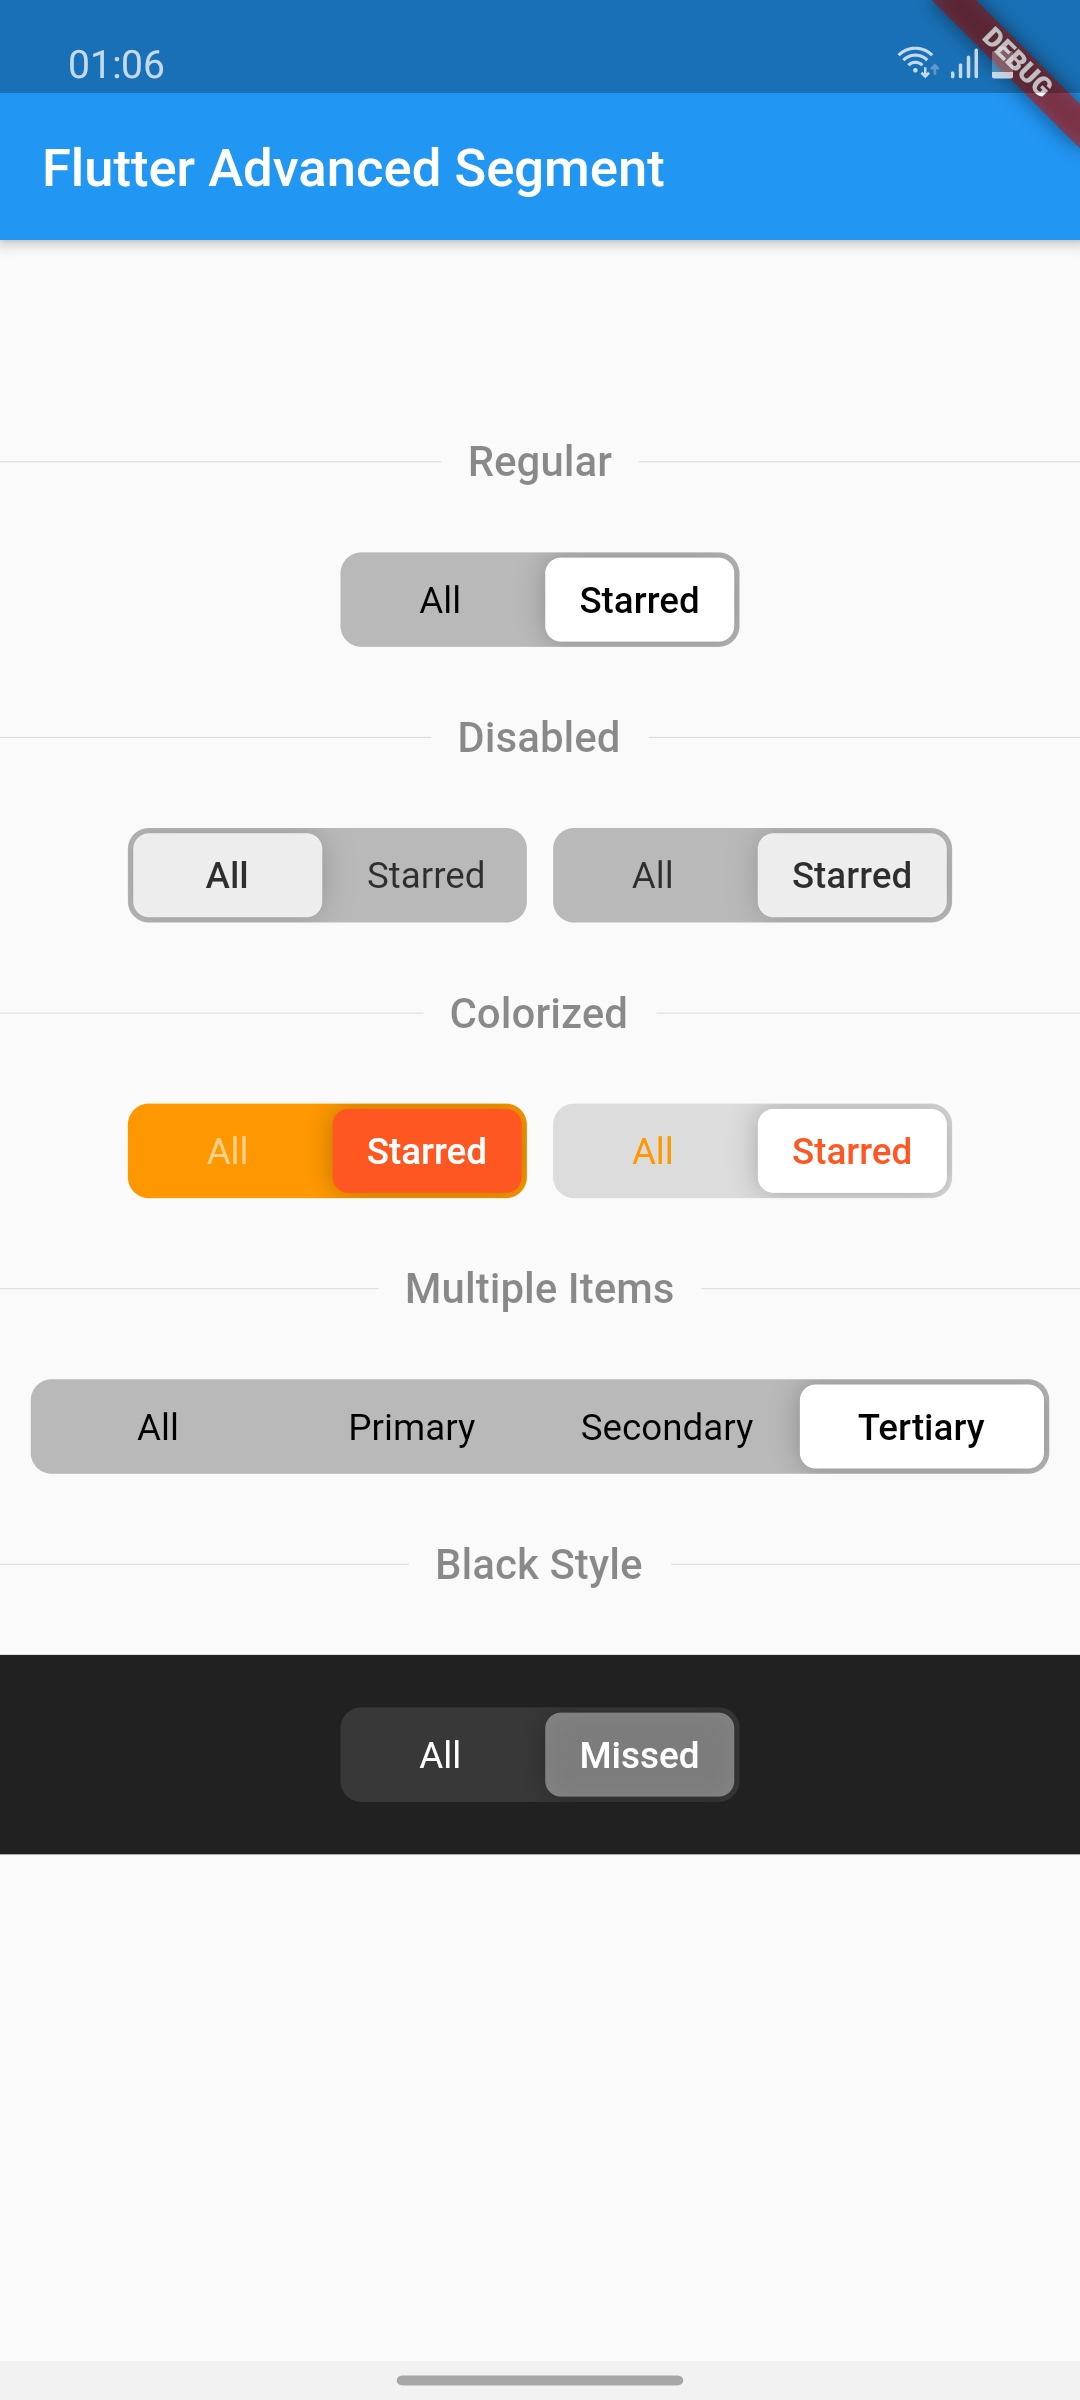 01:06
DEBUG
Flutter Advanced Segment
Regular
All Starred
Disabled
All Starred All Starred
Colorized
All Starred All Starred
Multiple Items
All Primary Secondary Tertiary
Black Style
All Missed